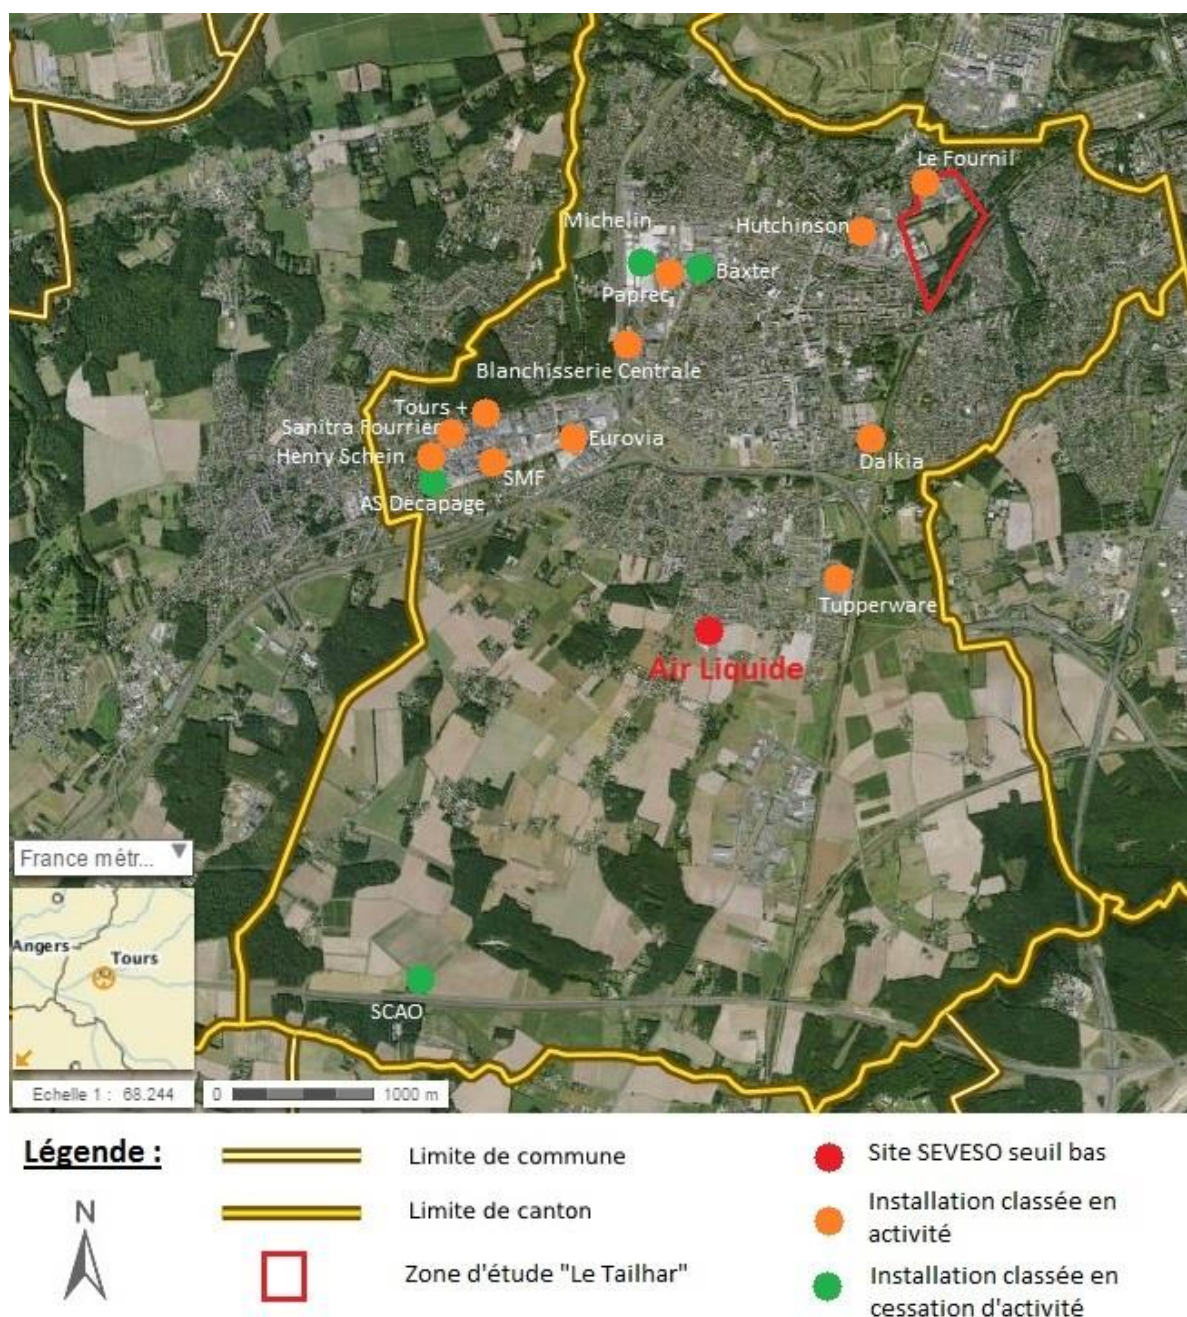 Le Fournil
Michelin
Hutchinson
Baxter
Paprec
Blanchisserie Centrale
Tours +
Sanitra Fourrier
Eurovia
Henry Schein
Dalkia
SMF
AS Décapage
Tupperware
Air Liquide
France métr...
Angers
Tours
SCAO
Echelle 1 : 68.244
0 1000 m
Légende :
N
Limite de commune
Limite de canton
Zone d'étude "Le Tailhar"
Site SEVESO seuil bas
Installation classée en
activité
Installation classée en
cessation d'activité